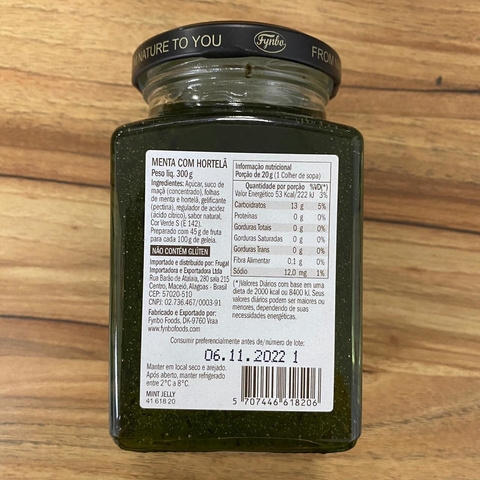 NATURE TO YOU
Fynbo
FROM
MENTA COM HORTELÃ
Peso liq. 300 g
Ingredientes: Açúcar, suco de
maçã (concentrado), folhas
de menta e hortelã, gelificante
(pectina), regulador de acidez
(ácido cítrico), sabor natural,
Cor Verde S (E 142).
Preparado com 45 g de fruta
para cada 100 g de geleia.
NÃO CONTÉM GLÚTEN
Importado e distribuído por: Frugal
Importadora e Exportadora Ltda
Rua Barão de Atalaia, 280 sala 515
Centro, Maceió, Alagoas - Brasil
CEP: 57020-510
CNPJ: 02.736.467/0003-91
Fabricado e Exportado por:
Fynbo Foods, DK-9760 Vraa
www.fynbofoods.com
Informação nutricional
Porção de 20 g (1 Colher de sopa)
Quantidade por porção %VD(*)
Valor Energético 53 Kcal/222 kJ 3%
Carboidratos 13 g 5%
Proteínas 0 g 0%
Gorduras Totais 0 g 0%
Gorduras Saturadas 0 g 0%
Gorduras Trans 0 g 0%
Fibra Alimentar 0,1 g 0%
Sódio 12,0 mg 1%
(*)Valores Diários com base em uma
dieta de 2000 kcal ou 8400 kJ. Seus
valores diários podem ser maiores ou
menores, dependendo de suas
necessidades energéticas.
Consumir preferencialmente antes de/número de lote:
06.11.2022 1
Manter em local seco e arejado.
Após aberto, manter refrigerado
entre 2°C a 8°C.
MINT JELLY
41 618 20
5 707446 618206